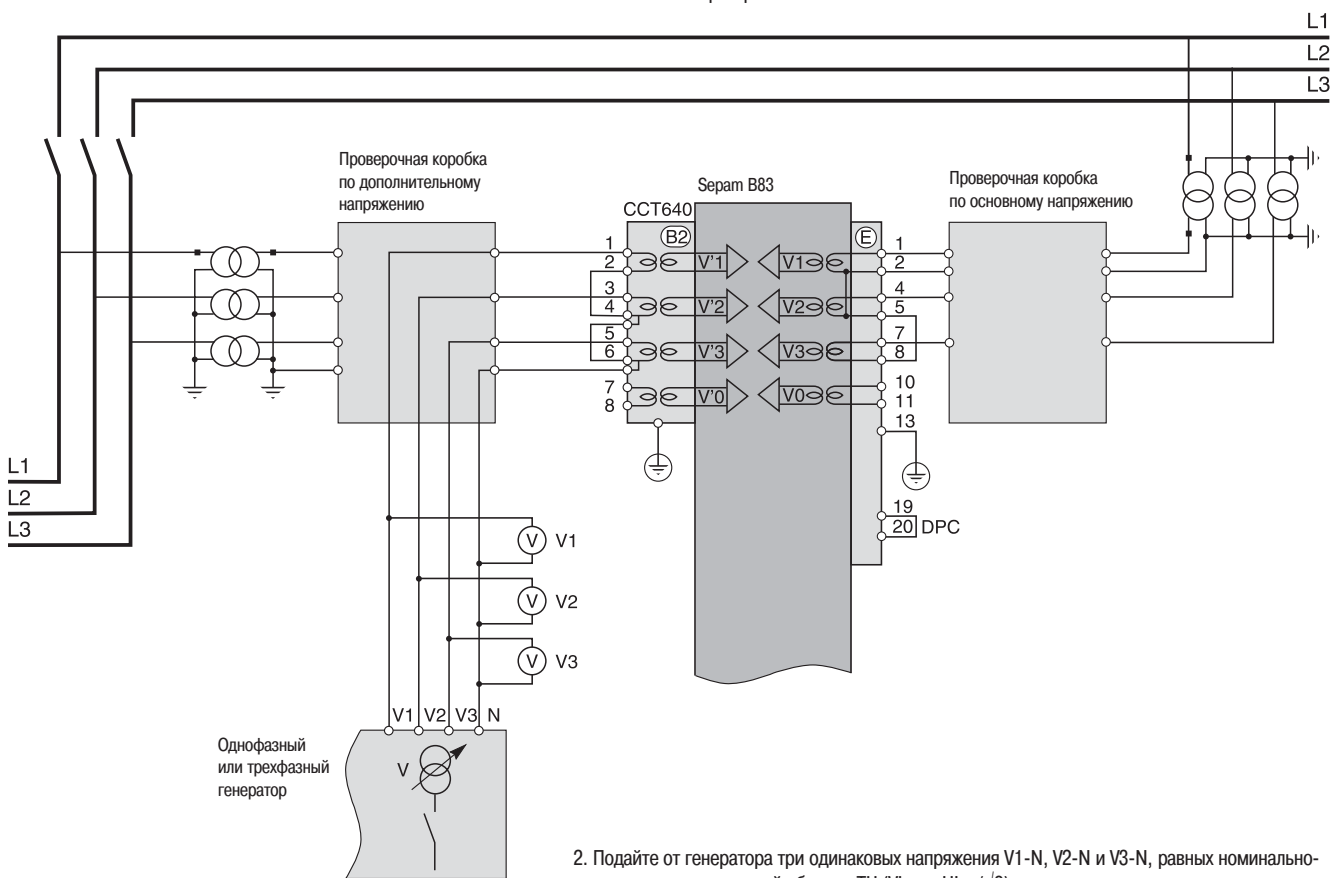 L1
L2
L3
Проверочная коробка
по дополнительному
напряжению
Sepam B83
Проверочная коробка
по основному напряжению
CCT640
B2
E
1
2
3
4
5
6
7
8
V'1
V'2
V'3
V'0
V1
V2
V3
V0
1
2
4
5
7
8
10
11
13
19
20
DPC
L1
L2
L3
V V1
V V2
V V3
V1 V2 V3 N
Однофазный
или трехфазный
генератор
V
2. Подайте от генератора три одинаковых напряжения V1-N, V2-N и V3-N, равных номинально-